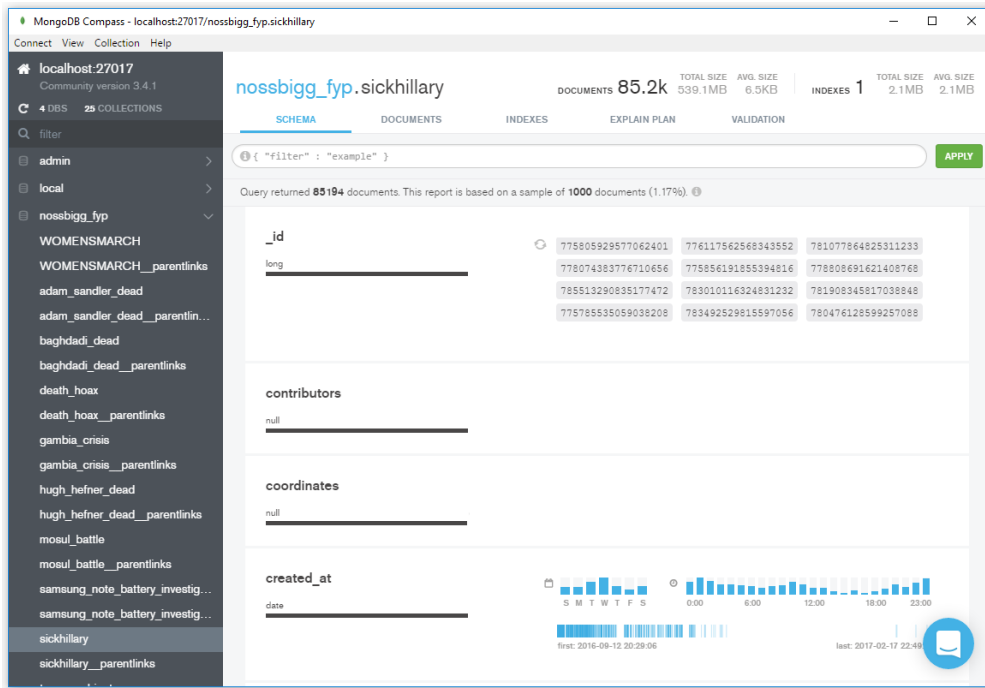 MongoDB Compass - localhost:27017/nossbigg_fyp.sickhillary
Connect View Collection Help
localhost:27017
Community version 3.4.1
4 DBS 25 COLLECTIONS
filter
admin
local
nossbigg_fyp
WOMENSMARCH
WOMENSMARCH__parentlinks
adam_sandler_dead
adam_sandler_dead__parentlin...
baghdadi_dead
baghdadi_dead__parentlinks
death_hoax
death_hoax__parentlinks
gambia_crisis
gambia_crisis__parentlinks
hugh_hefner_dead
hugh_hefner_dead__parentlinks
mosul_battle
mosul_battle__parentlinks
samsung_note_battery_investig...
samsung_note_battery_investig...
sickhillary
sickhillary__parentlinks
nossbigg_fyp.sickhillary
DOCUMENTS 85.2k TOTAL SIZE 539.1MB AVG. SIZE 6.5KB
INDEXES 1 TOTAL SIZE 2.1MB AVG. SIZE 2.1MB
SCHEMA DOCUMENTS INDEXES EXPLAIN PLAN VALIDATION
{ "filter" : "example" }
APPLY
Query returned 85194 documents. This report is based on a sample of 1000 documents (1.17%).
_id
long
775805929577062401 776117562568343552 781077864825311233
778074383776710656 775856191855394816 778808691621408768
785513290835177472 783010116324831232 781908345817038848
775785535059038208 783492529815597056 780476128599257088
contributors
null
coordinates
null
created_at
date
S M T W T F S
0:00 6:00 12:00 18:00 23:00
first: 2016-09-12 20:29:06
last: 2017-02-17 22:49